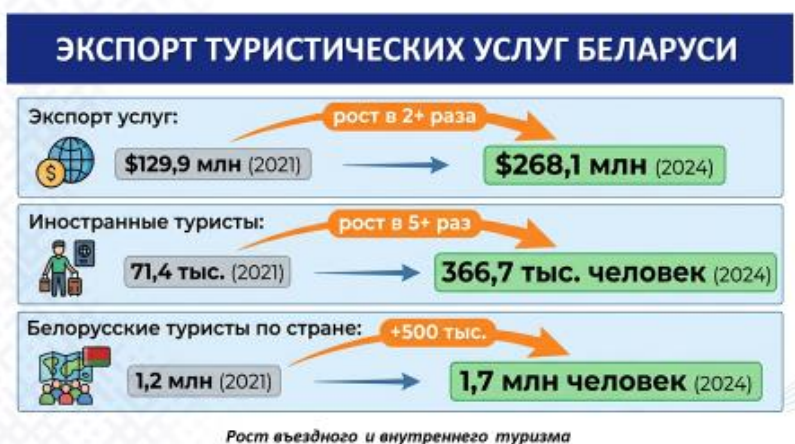 ЭКСПОРТ ТУРИСТИЧЕСКИХ УСЛУГ БЕЛАРУСИ
Экспорт услуг:
рост в 2+ раза
$129,9 млн (2021)
$268,1 млн (2024)
Иностранные туристы:
рост в 5+ раз
71,4 тыс. (2021)
366,7 тыс. человек (2024)
Белорусские туристы по стране:
+500 тыс.
1,2 млн (2021)
1,7 млн человек (2024)
Рост въездного и внутреннего туризма